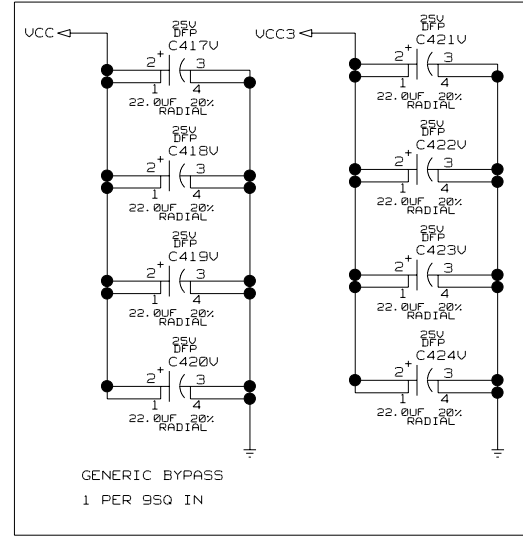 VCC
25V
DFP
C417V
2 + 3
1 4
22.0UF 20%
RADIAL
25V
DFP
C418V
2 + 3
1 4
22.0UF 20%
RADIAL
25V
DFP
C419V
2 + 3
1 4
22.0UF 20%
RADIAL
25V
DFP
C420V
2 + 3
1 4
22.0UF 20%
RADIAL
GENERIC BYPASS
1 PER 9SQ IN
VCC3
25V
DFP
C421V
2 + 3
1 4
22.0UF 20%
RADIAL
25V
DFP
C422V
2 + 3
1 4
22.0UF 20%
RADIAL
25V
DFP
C423V
2 + 3
1 4
22.0UF 20%
RADIAL
25V
DFP
C424V
2 + 3
1 4
22.0UF 20%
RADIAL